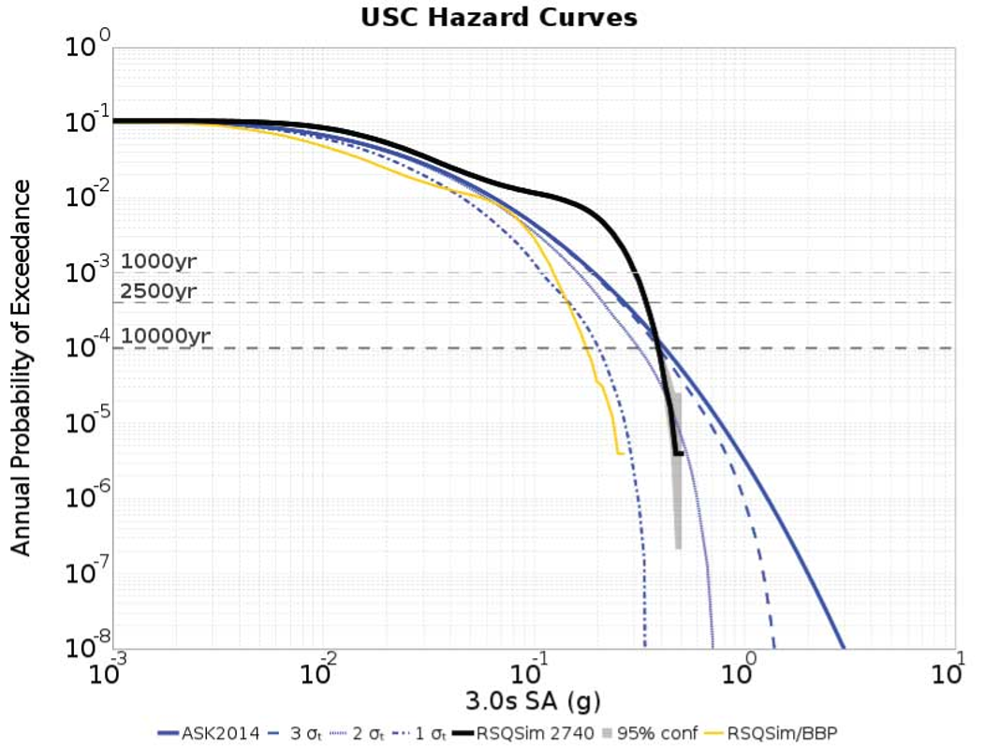 USC Hazard Curves
Annual Probability of Exceedance
10^0
10^-1
10^-2
10^-3
10^-4
10^-5
10^-6
10^-7
10^-8
1000yr
2500yr
10000yr
10^-3 10^-2 10^-1 10^0 10^1
3.0s SA (g)
ASK2014 3 σₜ 2 σₜ 1 σₜ RSQSim 2740 95% conf RSQSim/BBP